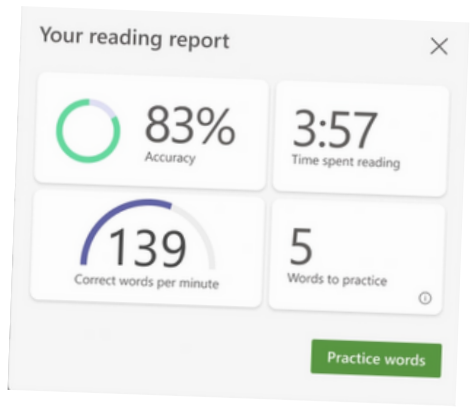 Your reading report
83%
Accuracy
3:57
Time spent reading
139
Correct words per minute
5
Words to practice
Practice words